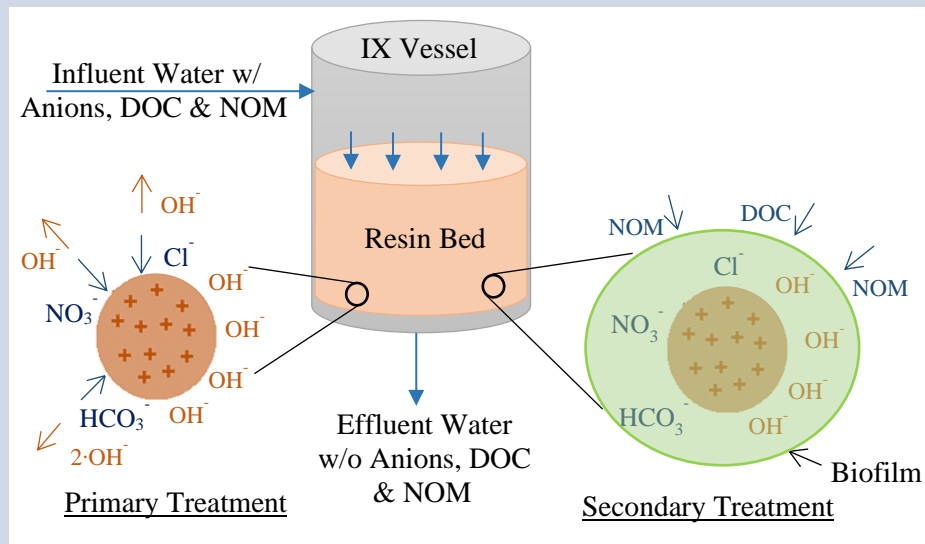 IX Vessel
Influent Water w/
Anions, DOC & NOM
Resin Bed
OH⁻
OH⁻
Cl⁻
OH⁻
NO₃⁻
OH⁻
OH⁻
HCO₃⁻
OH⁻
2·OH⁻
Primary Treatment
Effluent Water
w/o Anions, DOC
& NOM
NOM
DOC
NOM
Cl⁻
OH⁻
NO₃⁻
OH⁻
OH⁻
HCO₃⁻
OH⁻
Biofilm
Secondary Treatment
+ + + + + + + + + + +
+ + + + + + + + + + +